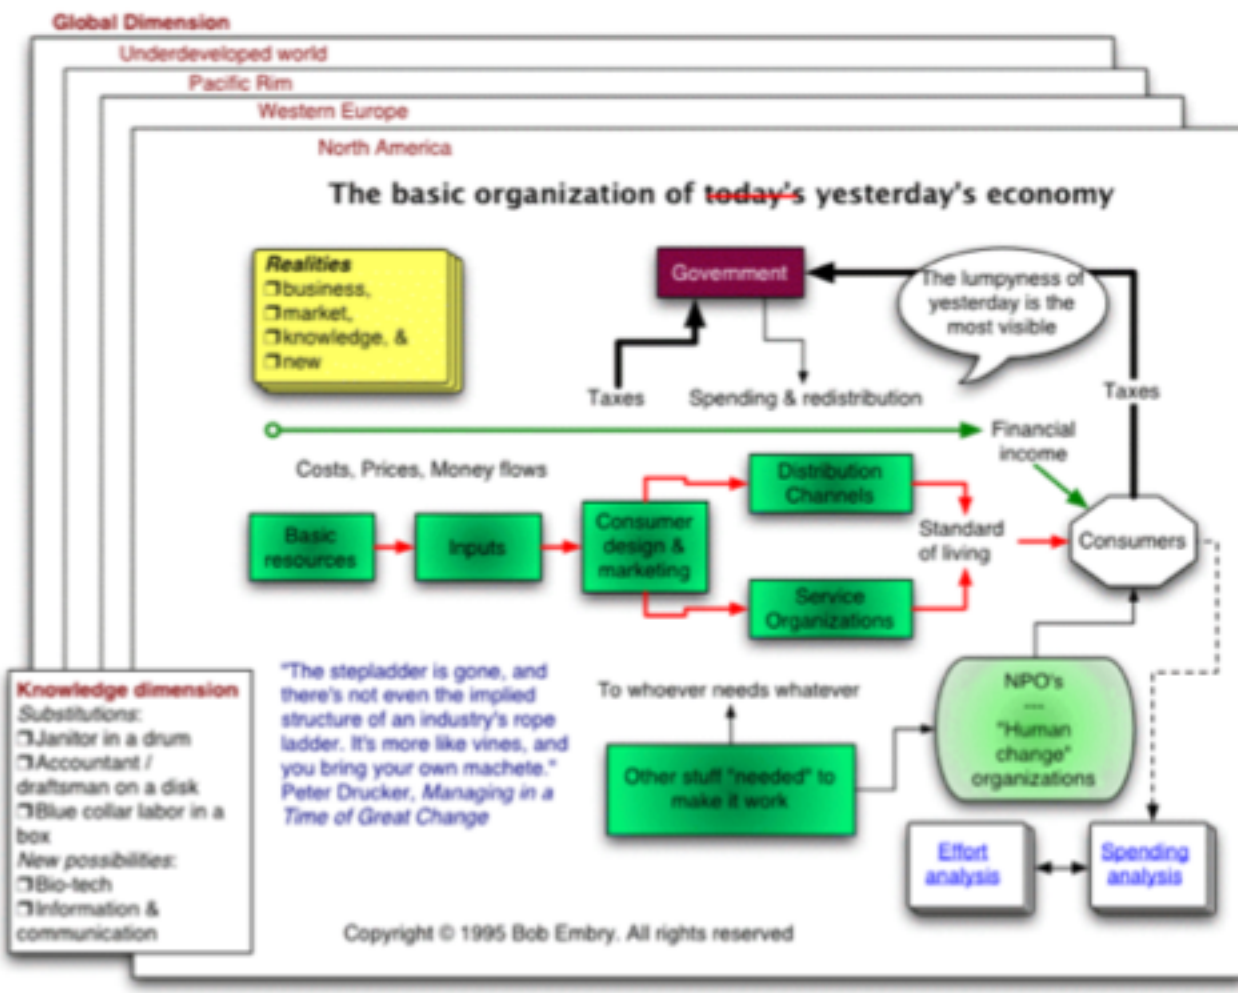 Global Dimension
Underdeveloped world
Pacific Rim
Western Europe
North America
The basic organization of today's yesterday's economy
Realities
❒business,
❒market,
❒knowledge, &
❒new
Government
The lumpyness of
yesterday is the
most visible
Taxes
Spending & redistribution
Taxes
Financial
income
Costs, Prices, Money flows
Distribution
Channels
Basic
resources
Inputs
Consumer
design &
marketing
Standard
of living
Consumers
Service
Organizations
"The stepladder is gone, and
there's not even the implied
structure of an industry's rope
ladder. It's more like vines, and
you bring your own machete."
Peter Drucker, Managing in a
Time of Great Change
To whoever needs whatever
Other stuff "needed" to
make it work
NPO's
---
"Human
change"
organizations
Knowledge dimension
Substitutions:
❒Janitor in a drum
❒Accountant /
draftsman on a disk
❒Blue collar labor in a
box
New possibilities:
❒Bio-tech
❒Information &
communication
Effort
analysis
Spending
analysis
Copyright © 1995 Bob Embry. All rights reserved